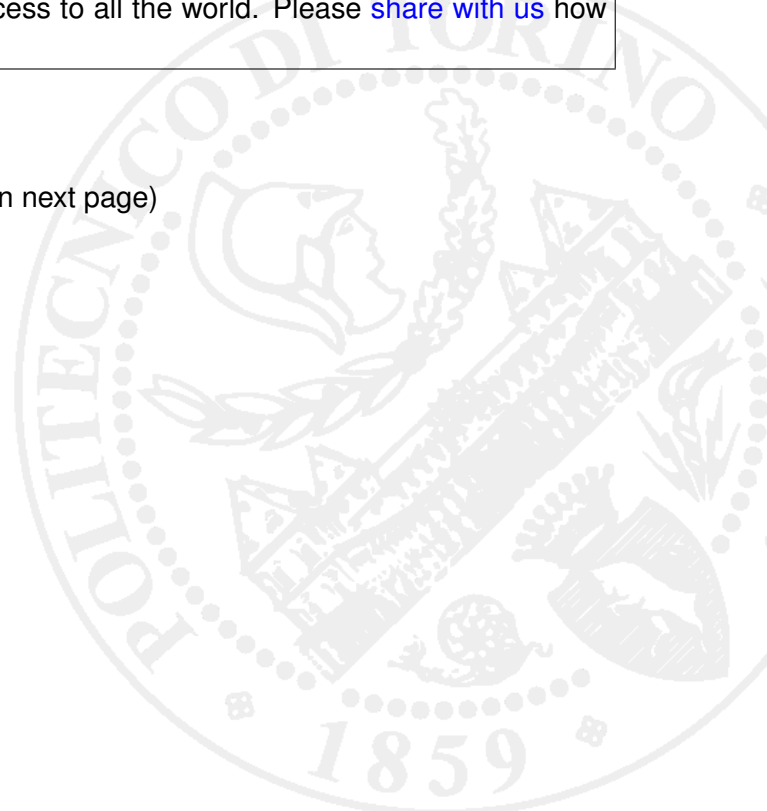 cess to all the world. Please share with us how
n next page)
POLITECNICO DI TORINO
1859